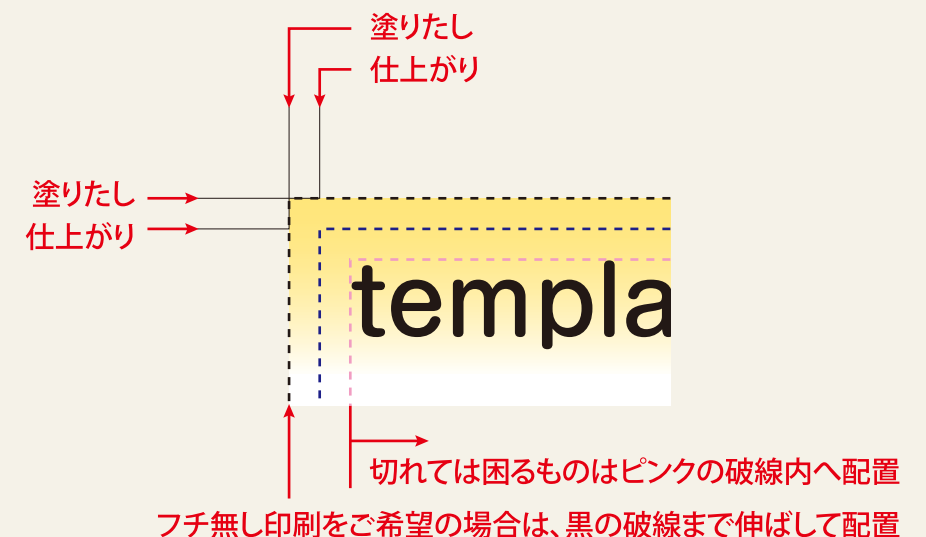 塗りたし
仕上がり
塗りたし
仕上がり
templa
切れては困るものはピンクの破線内へ配置
フチ無し印刷をご希望の場合は、黒の破線まで伸ばして配置